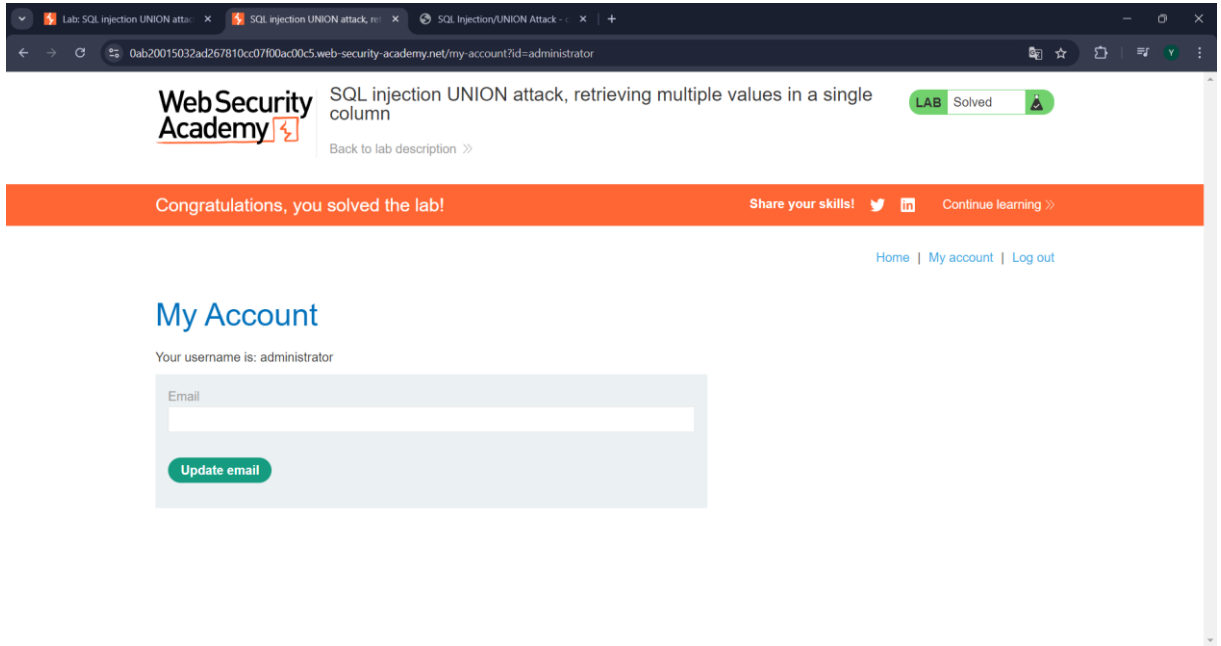 Lab: SQL injection UNION attac
SQL injection UNION attack, ret
SQL Injection/UNION Attack - c
0ab20015032ad267810cc07f00ac00c5.web-security-academy.net/my-account?id=administrator
Y
WebSecurity
Academy
SQL injection UNION attack, retrieving multiple values in a single
column
Back to lab description
LAB Solved
Congratulations, you solved the lab!
Share your skills!
Continue learning
Home | My account | Log out
My Account
Your username is: administrator
Email
Update email